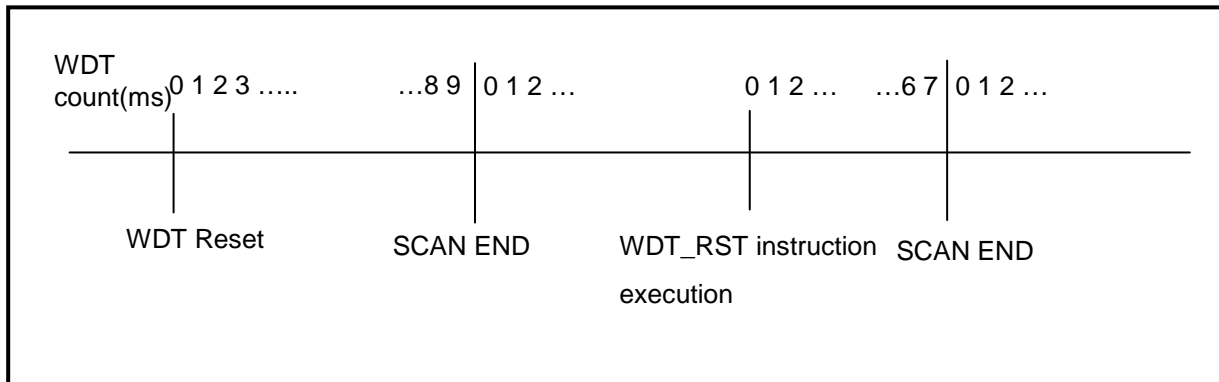 WDT
count(ms) 0 1 2 3 ….. …8 9 0 1 2 … 0 1 2 … …6 7 0 1 2 …
WDT Reset SCAN END WDT_RST instruction SCAN END
execution